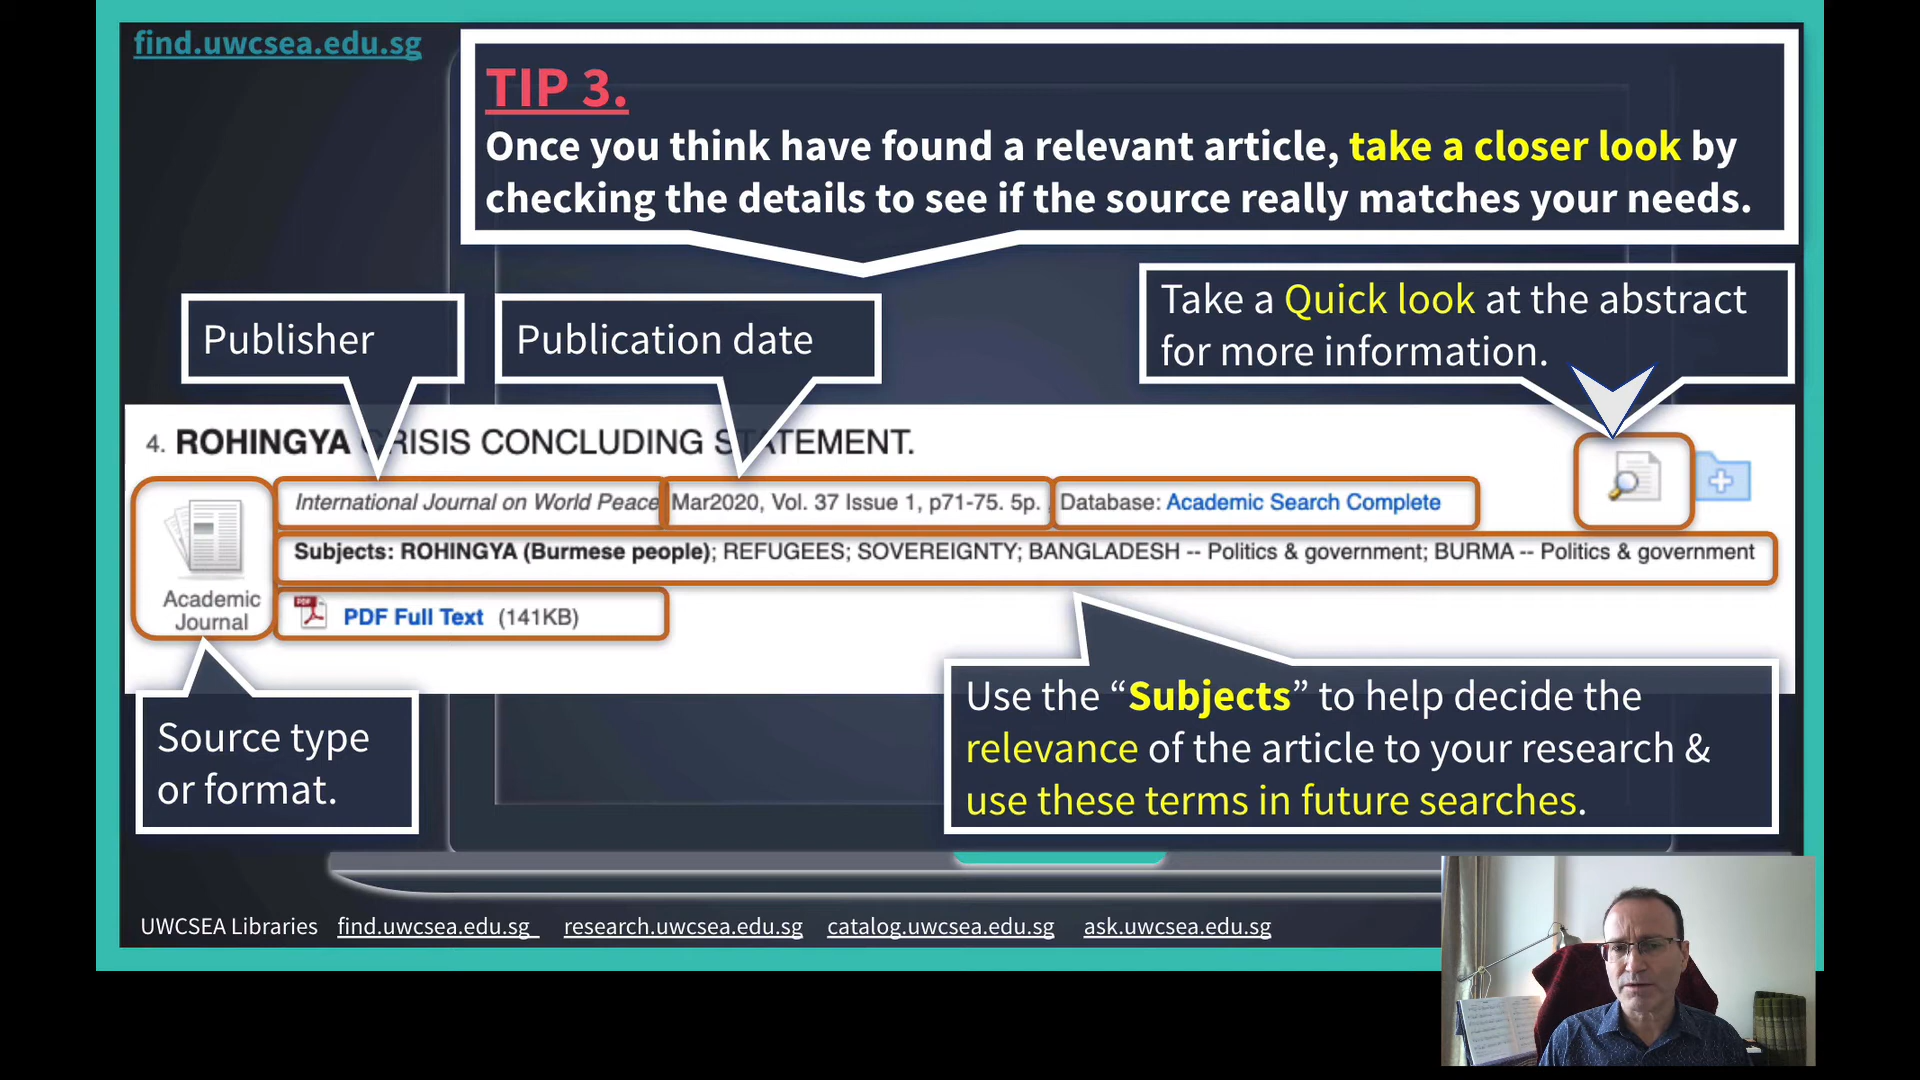 find.uwcsea.edu.sg
TIP 3.
Once you think have found a relevant article, take a closer look by
checking the details to see if the source really matches your needs.
Publisher
Publication date
Take a Quick look at the abstract
for more information.
4. ROHINGYA CRISIS CONCLUDING STATEMENT.
International Journal on World Peace Mar2020, Vol. 37 Issue 1, p71-75. 5p. Database: Academic Search Complete
Subjects: ROHINGYA (Burmese people); REFUGEES; SOVEREIGNTY; BANGLADESH -- Politics & government; BURMA -- Politics & government
Academic
Journal
PDF Full Text (141KB)
Source type
or format.
Use the “Subjects” to help decide the
relevance of the article to your research &
use these terms in future searches.
UWCSEA Libraries find.uwcsea.edu.sg research.uwcsea.edu.sg catalog.uwcsea.edu.sg ask.uwcsea.edu.sg